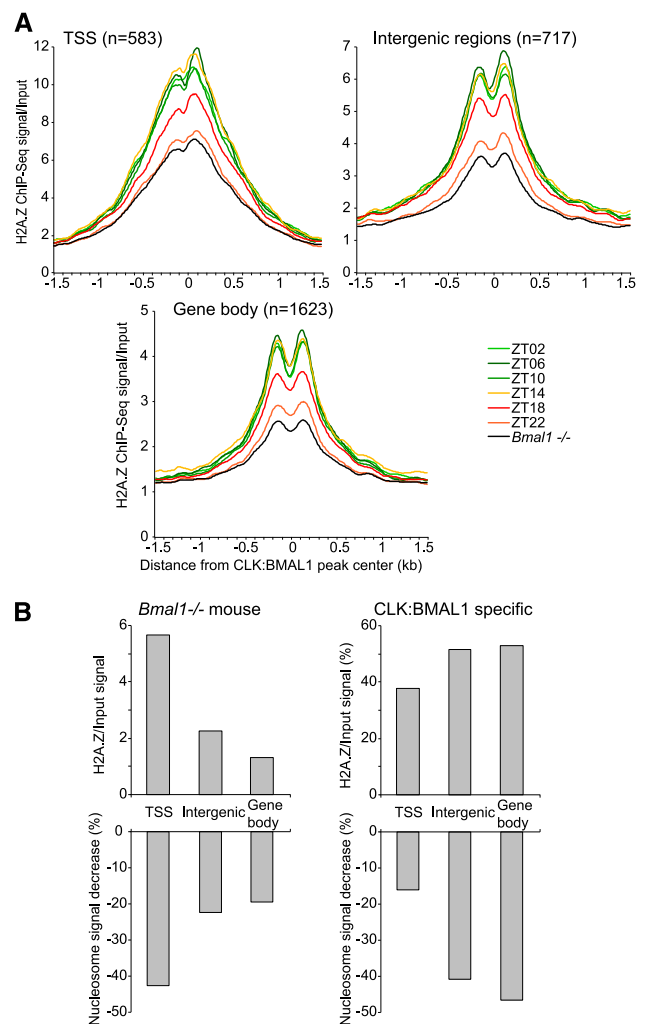 A
TSS (n=583)
Intergenic regions (n=717)
H2A.Z ChIP-Seq signal/Input
12
10
8
6
4
2
0
-1.5 -1 -0.5 0 0.5 1 1.5
7
6
5
4
3
2
1
0
-1.5 -1 -0.5 0 0.5 1 1.5
Gene body (n=1623)
H2A.Z ChIP-Seq signal/Input
5
4
3
2
1
0
-1.5 -1 -0.5 0 0.5 1 1.5
Distance from CLK:BMAL1 peak center (kb)
ZT02
ZT06
ZT10
ZT14
ZT18
ZT22
Bmal1 -/-
B
Bmal1-/- mouse
CLK:BMAL1 specific
H2A.Z/Input signal
6
4
2
0
H2A.Z/Input signal (%)
60
40
20
0
TSS Intergenic Gene body
TSS Intergenic Gene body
Nucleosome signal decrease (%)
0
-10
-20
-30
-40
-50
Nucleosome signal decrease (%)
0
-10
-20
-30
-40
-50